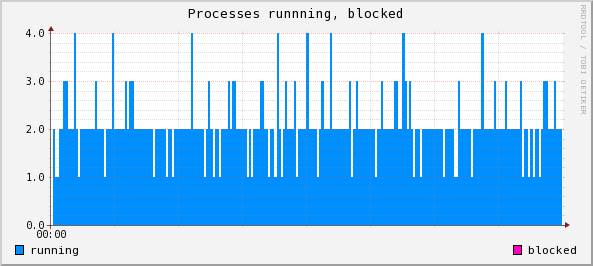 Processes runnning, blocked
RRDTOOL / TOBI OETIKER
4.0
3.0
2.0
1.0
0.0
00:00
running
blocked